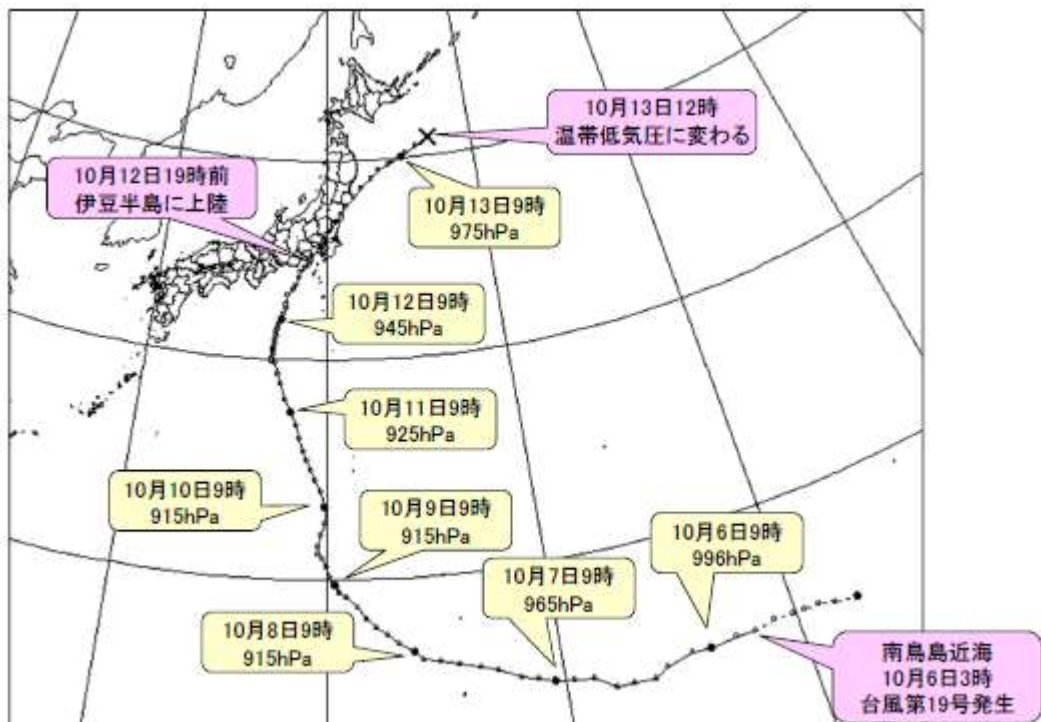 10月13日12時
温帯低気圧に変わる
10月12日19時前
伊豆半島に上陸
10月13日9時
975hPa
10月12日9時
945hPa
10月11日9時
925hPa
10月10日9時
915hPa
10月9日9時
915hPa
10月6日9時
996hPa
10月7日9時
965hPa
10月8日9時
915hPa
南鳥島近海
10月6日3時
台風第19号発生